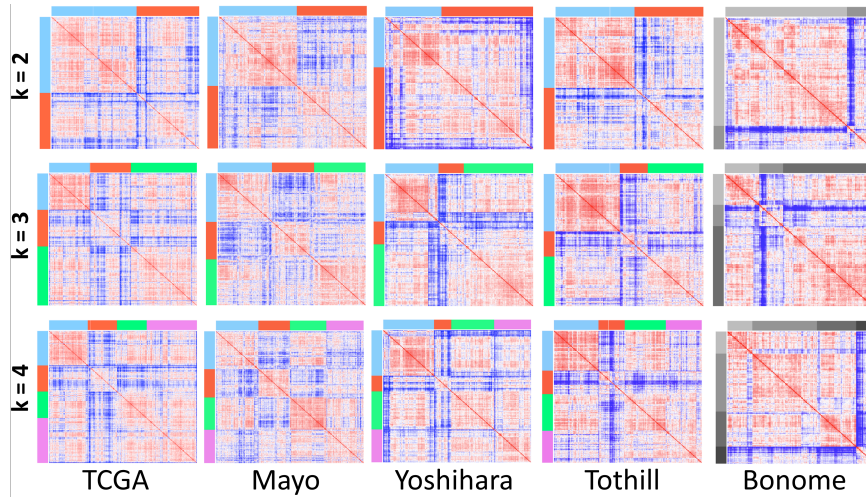 k = 2
k = 3
k = 4
TCGA Mayo Yoshihara Tothill Bonome